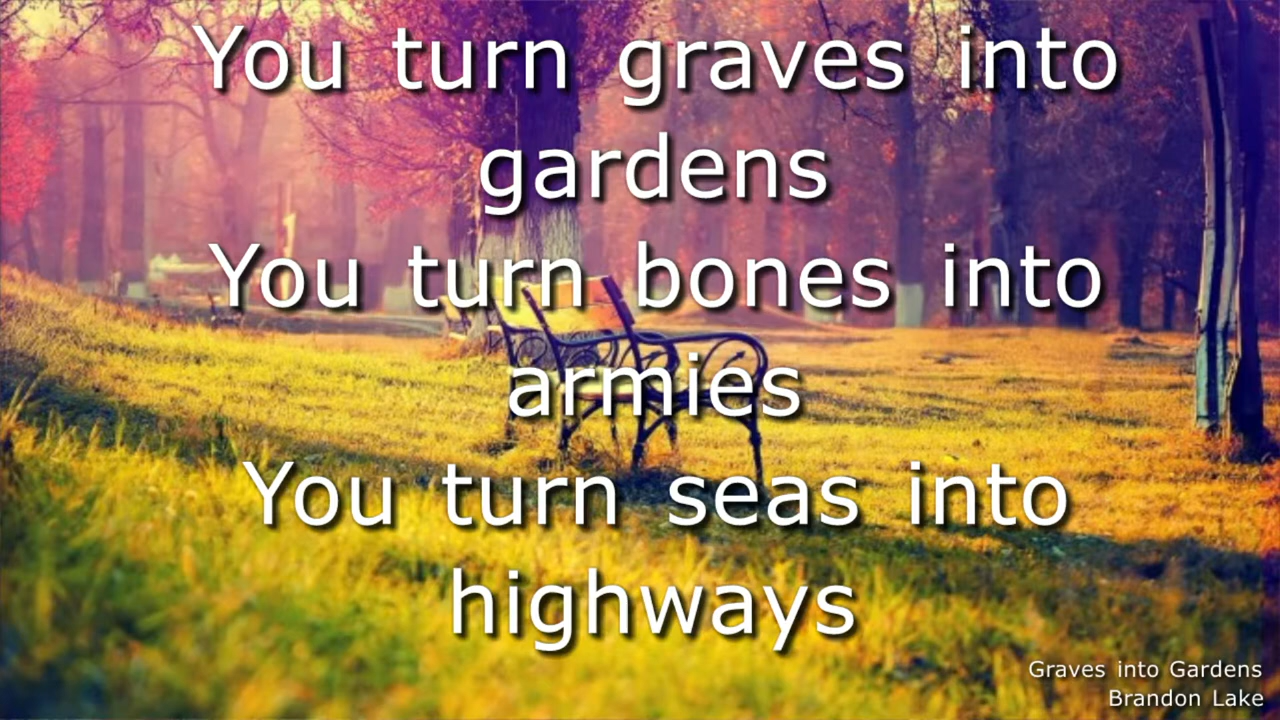 You turn graves into
gardens
You turn bones into
armies
You turn seas into
highways
Graves into Gardens
Brandon Lake